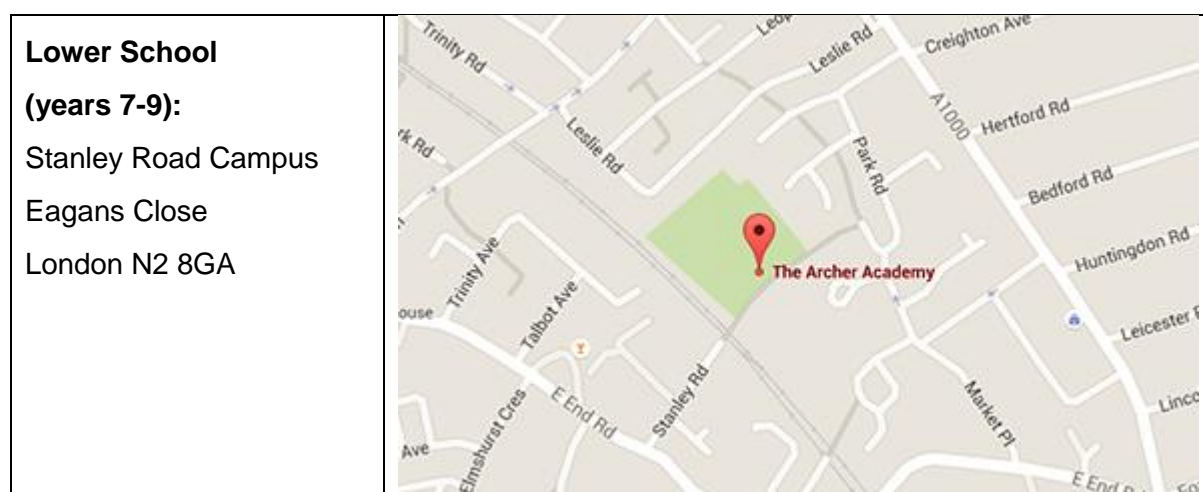 Lower School
(years 7-9):
Stanley Road Campus
Eagans Close
London N2 8GA
Trinity Rd
Leslie Rd
Creighton Ave
A1000
Hertford Rd
Leslie Rd
Park Rd
Bedford Rd
Huntingdon Rd
The Archer Academy
Trinity Ave
Talbot Ave
Leicester
Stanley Rd
Market Pl
E End Rd
Elmshurst Cres
Ave
E End